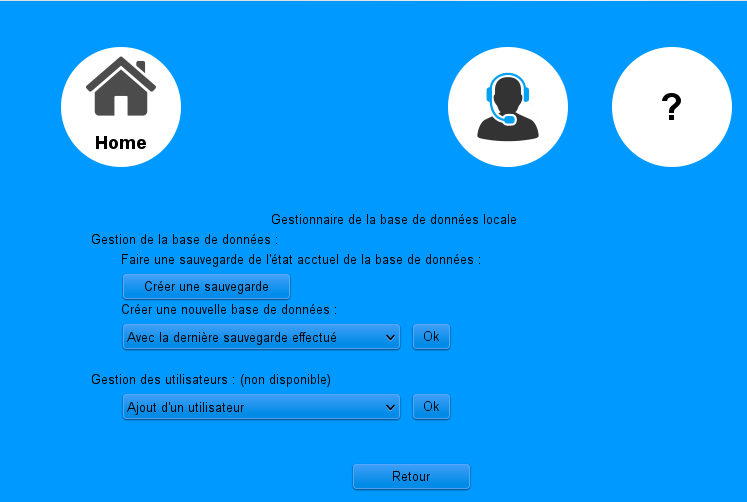 Home
?
Gestionnaire de la base de données locale
Gestion de la base de données :
Faire une sauvegarde de l'état acctuel de la base de données :
Créer une sauvegarde
Créer une nouvelle base de données :
Avec la dernière sauvegarde effectué
Ok
Gestion des utilisateurs : (non disponible)
Ajout d'un utilisateur
Ok
Retour